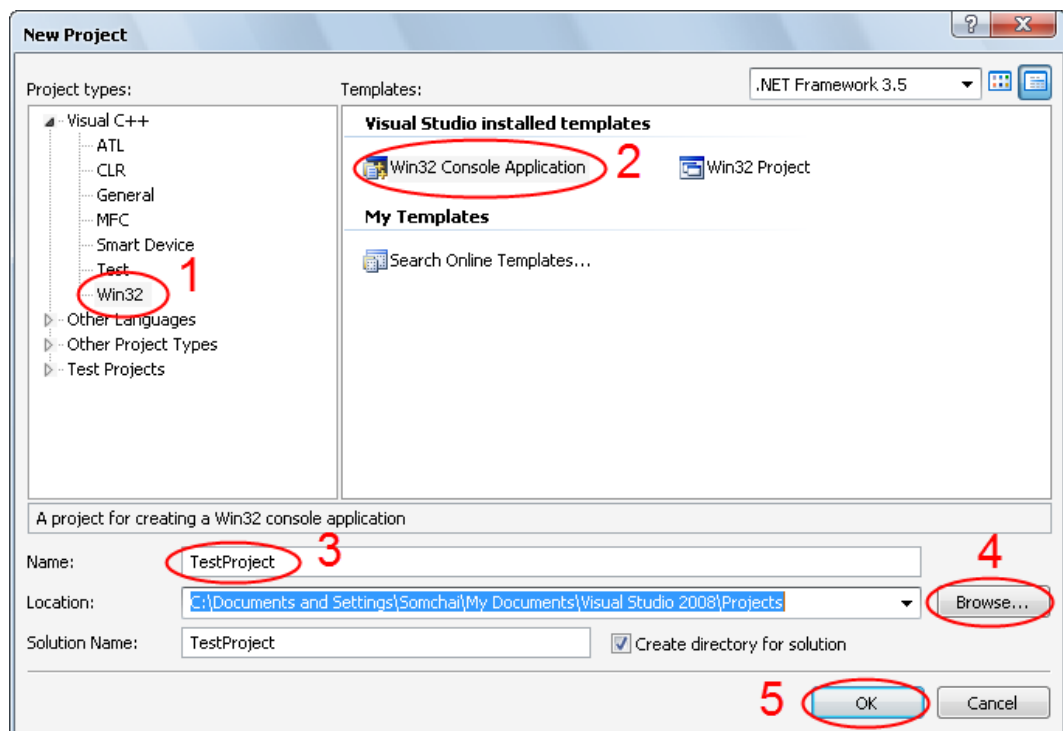 New Project
Project types:
Templates:
.NET Framework 3.5
Visual C++
ATL
CLR
General
MFC
Smart Device
Test
Win32
1
Other Languages
Other Project Types
Test Projects
Visual Studio installed templates
Win32 Console Application
2
Win32 Project
My Templates
Search Online Templates...
A project for creating a Win32 console application
Name:
TestProject
3
4
Location:
C:\Documents and Settings\Somchai\My Documents\Visual Studio 2008\Projects
Browse...
Solution Name:
TestProject
Create directory for solution
5
OK
Cancel